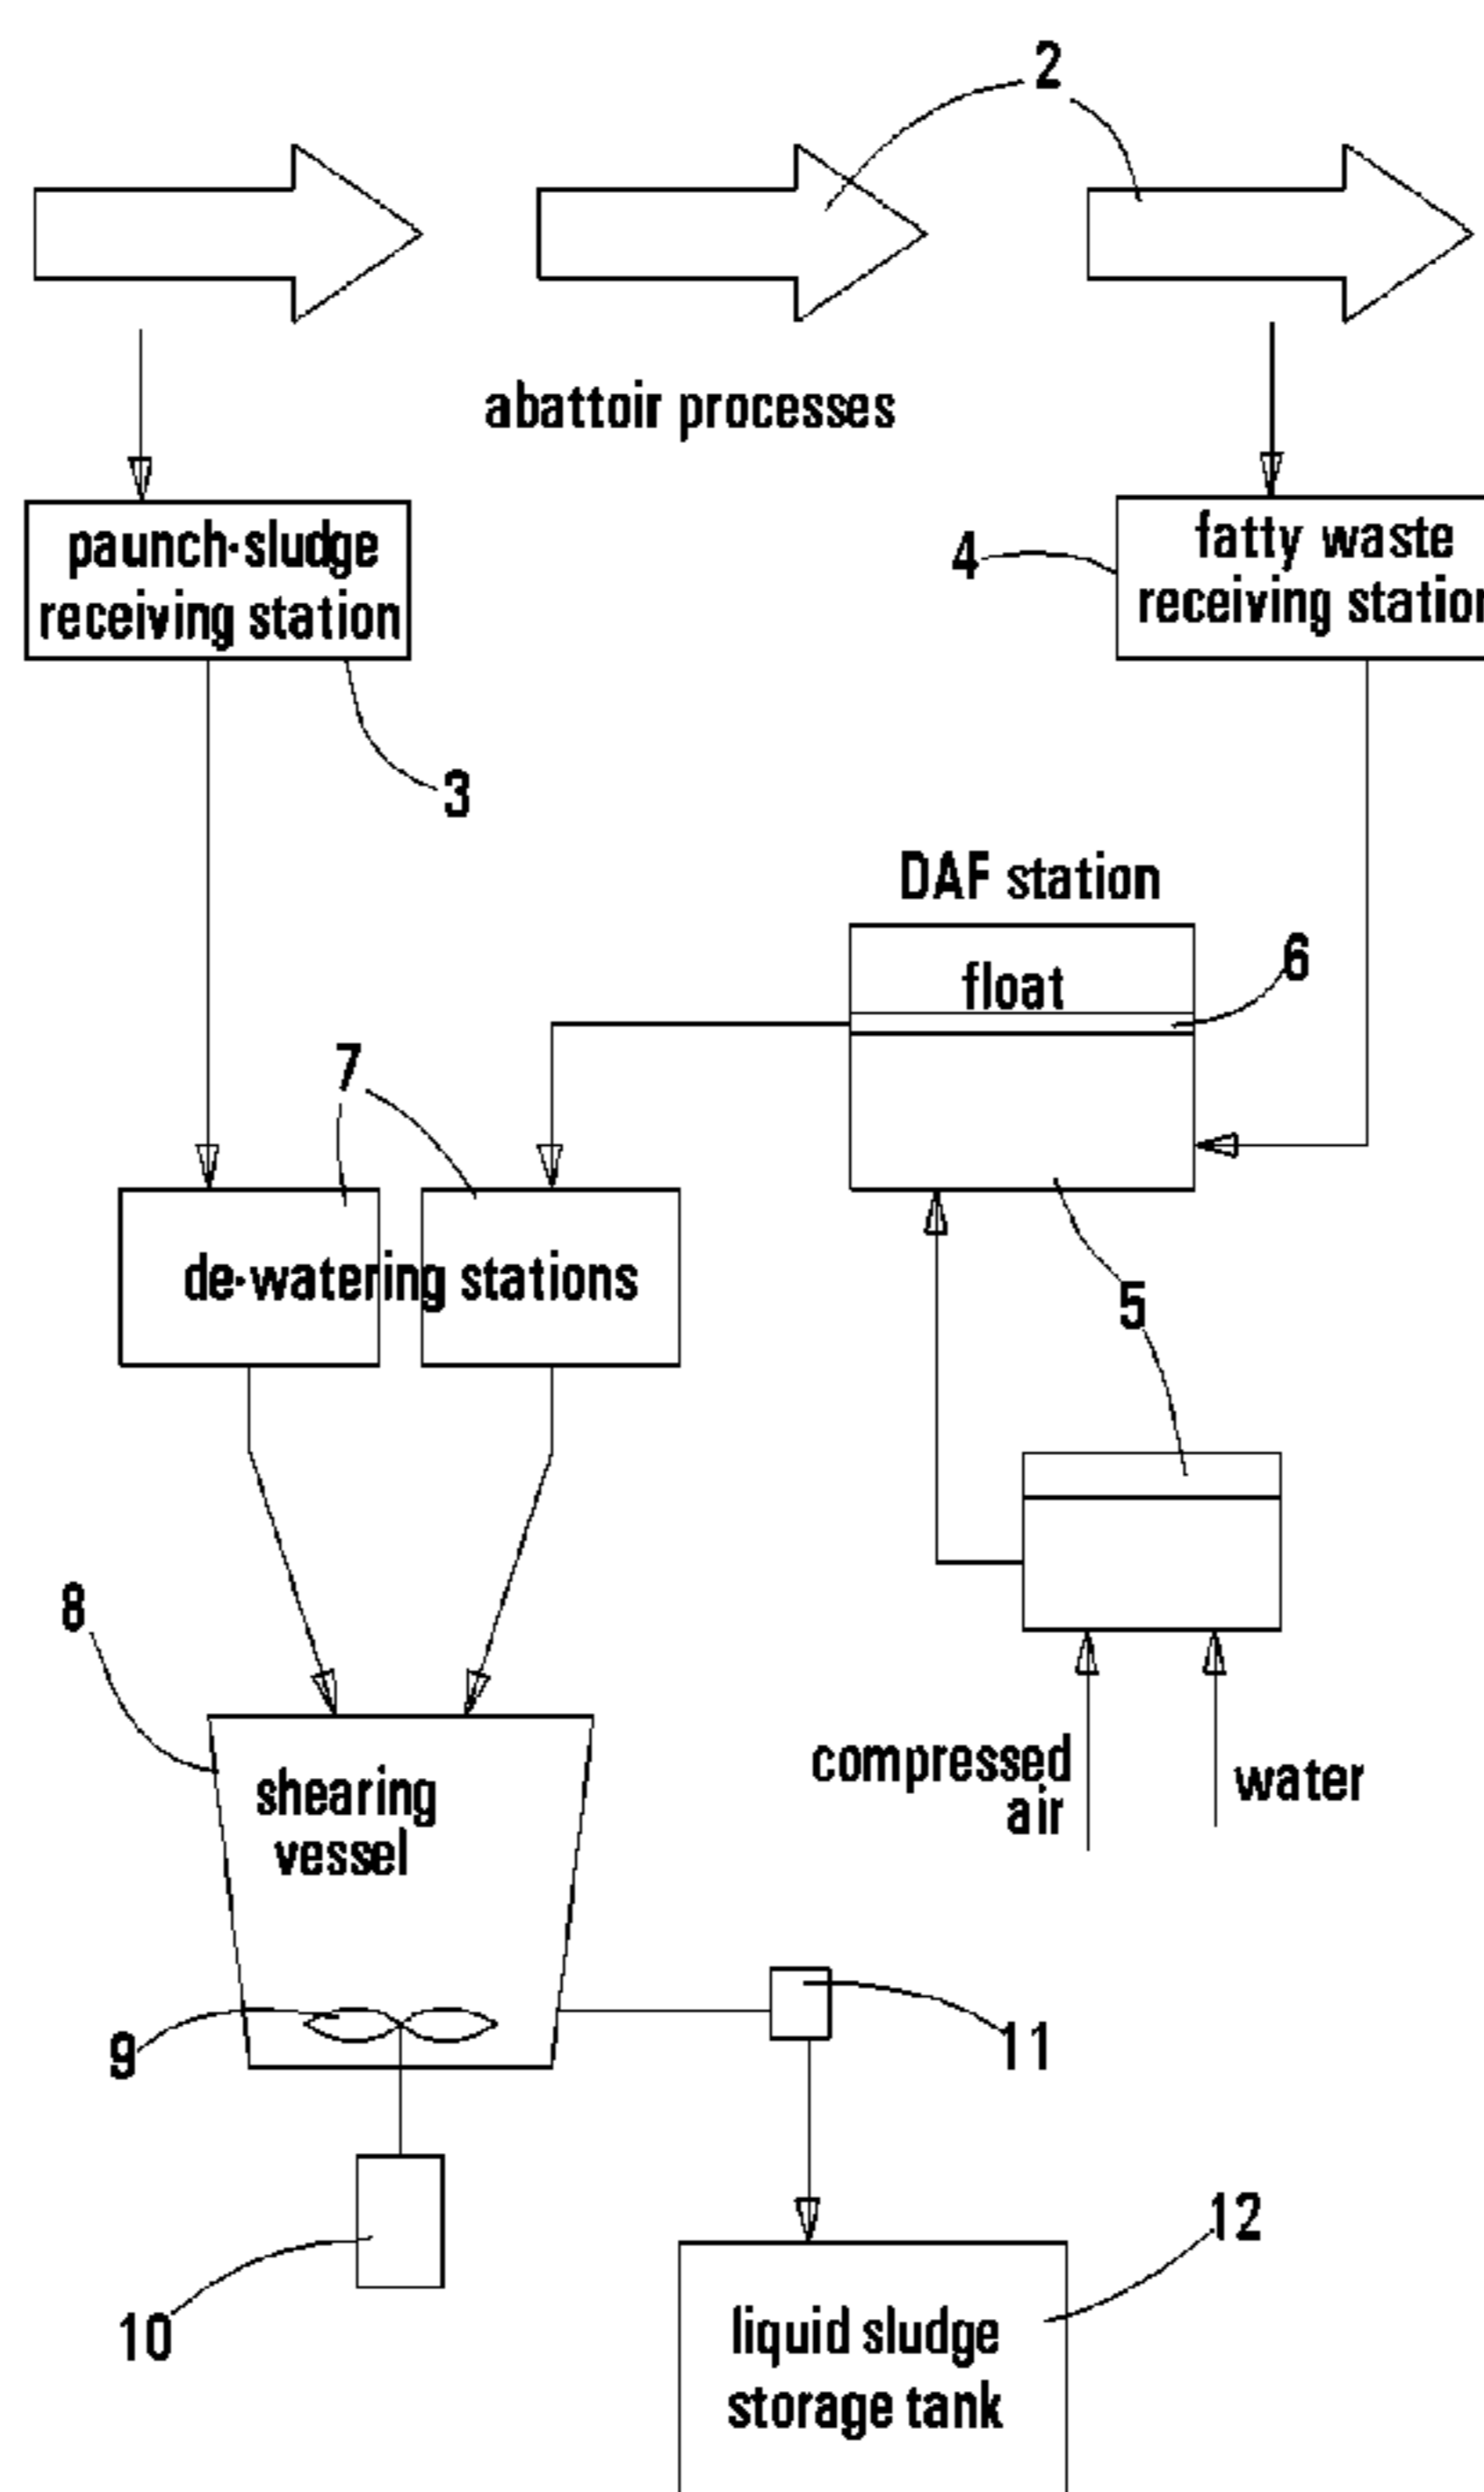 2
abattoir processes
paunch-sludge
receiving station
4
fatty waste
receiving station
3
DAF station
float
6
7
de-watering stations
5
8
shearing
vessel
compressed
air
water
9
11
10
12
liquid sludge
storage tank